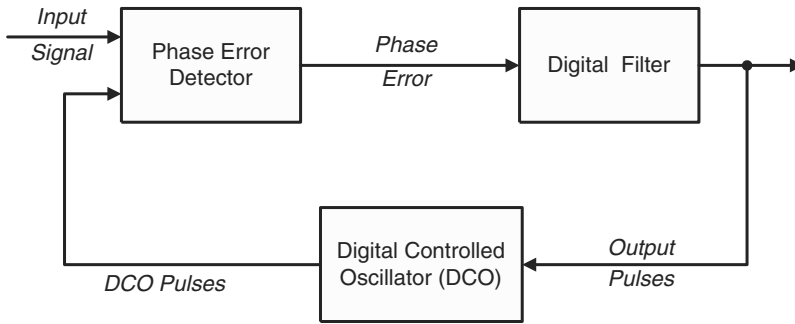 Input
Signal
Phase Error
Detector
Phase
Error
Digital Filter
Digital Controlled
Oscillator (DCO)
Output
Pulses
DCO Pulses